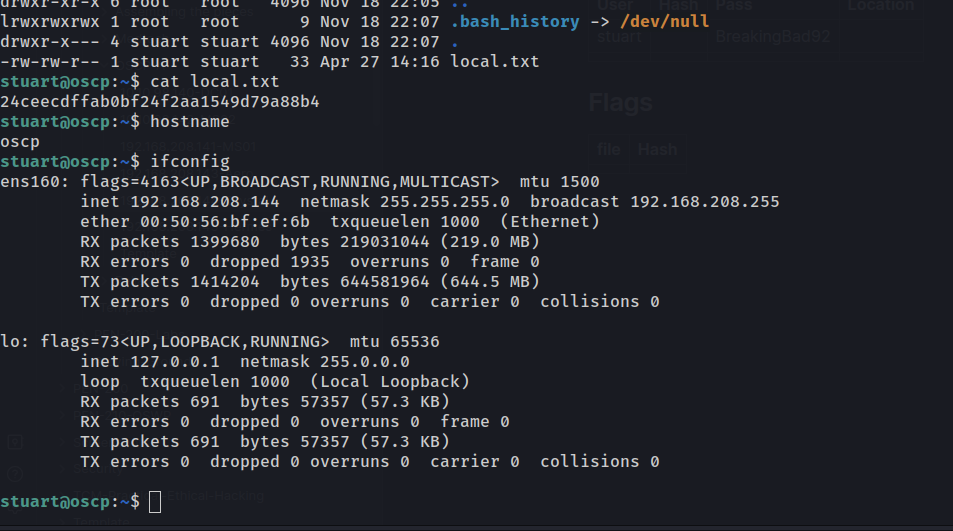 drwxr-xr-x 6 root   root   4096 Nov 18 22:05 ..
lrwxrwxrwx 1 root   root      9 Nov 18 22:07 .bash_history -> /dev/null
drwxr-x--- 4 stuart stuart 4096 Nov 18 22:07 .
-rw-rw-r-- 1 stuart stuart   33 Apr 27 14:16 local.txt
stuart@oscp:~$ cat local.txt
24ceecdffab0bf24f2aa1549d79a88b4
stuart@oscp:~$ hostname
oscp
stuart@oscp:~$ ifconfig
ens160: flags=4163<UP,BROADCAST,RUNNING,MULTICAST>  mtu 1500
        inet 192.168.208.144  netmask 255.255.255.0  broadcast 192.168.208.255
        ether 00:50:56:bf:ef:6b  txqueuelen 1000  (Ethernet)
        RX packets 1399680  bytes 219031044 (219.0 MB)
        RX errors 0  dropped 1935  overruns 0  frame 0
        TX packets 1414204  bytes 644581964 (644.5 MB)
        TX errors 0  dropped 0 overruns 0  carrier 0  collisions 0

lo: flags=73<UP,LOOPBACK,RUNNING>  mtu 65536
        inet 127.0.0.1  netmask 255.0.0.0
        loop  txqueuelen 1000  (Local Loopback)
        RX packets 691  bytes 57357 (57.3 KB)
        RX errors 0  dropped 0  overruns 0  frame 0
        TX packets 691  bytes 57357 (57.3 KB)
        TX errors 0  dropped 0 overruns 0  carrier 0  collisions 0

stuart@oscp:~$
User Hash Pass Location
stuart BreakingBad92
Flags
file Hash
Ethical-Hacking